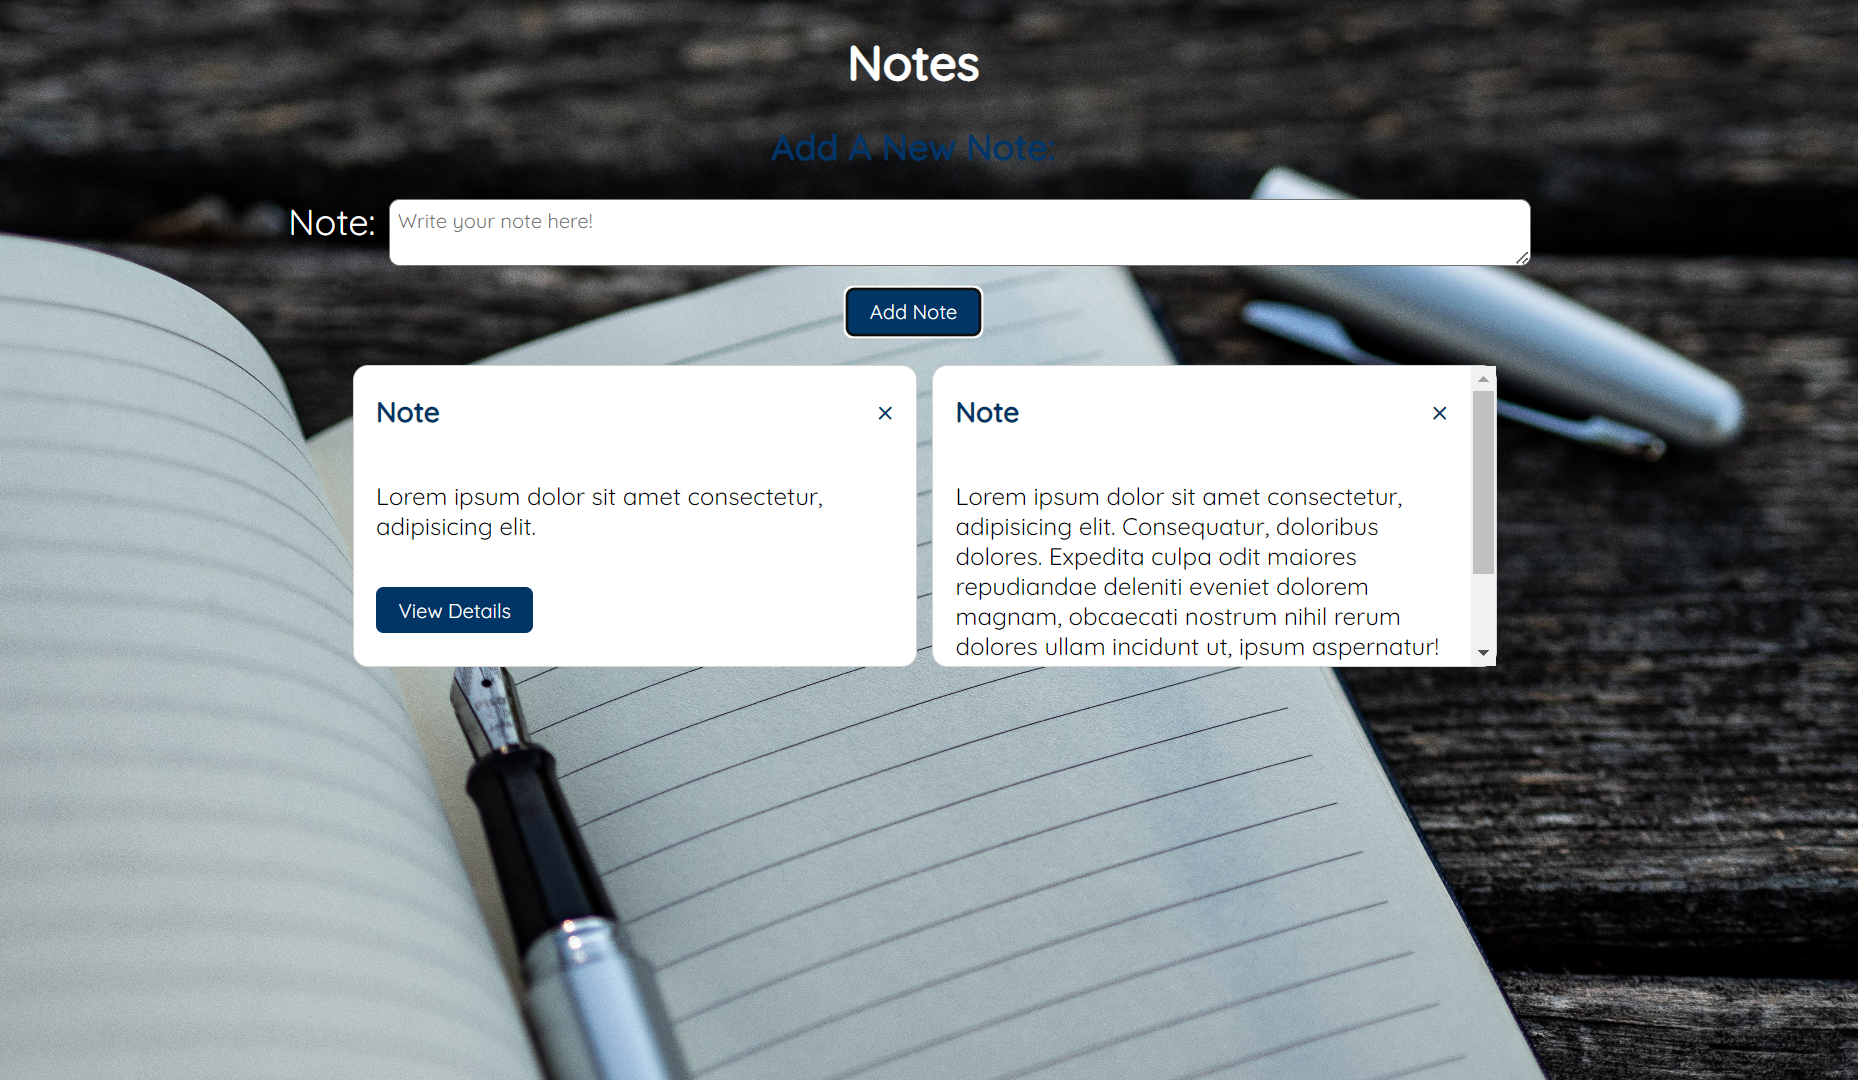 Notes
Add A New Note:
Note: Write your note here!
Add Note
Note ×
Lorem ipsum dolor sit amet consectetur,
adipisicing elit.
View Details
Note ×
Lorem ipsum dolor sit amet consectetur,
adipisicing elit. Consequatur, doloribus
dolores. Expedita culpa odit maiores
repudiandae deleniti eveniet dolorem
magnam, obcaecati nostrum nihil rerum
dolores ullam incidunt ut, ipsum aspernatur!